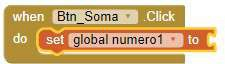 when Btn_Soma .Click
do set global numero1 to